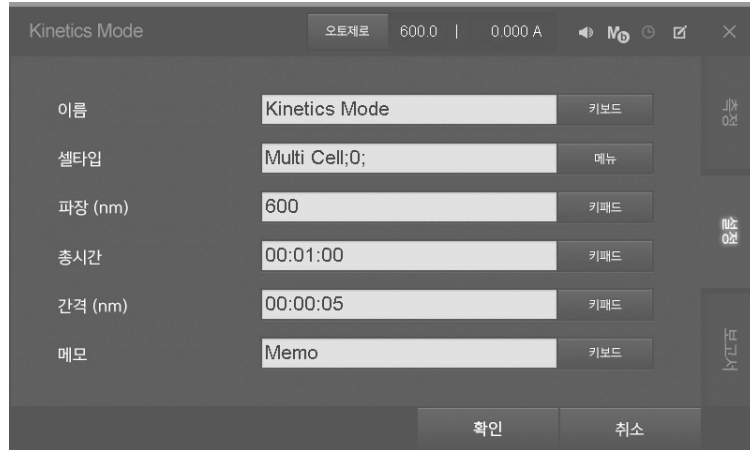 Kinetics Mode 오토제로 600.0 | 0.000 A Mb
이름 Kinetics Mode 키보드
셀타입 Multi Cell;0; 메뉴
파장 (nm) 600 키패드
총시간 00:01:00 키패드
간격 (nm) 00:00:05 키패드
메모 Memo 키보드
측정
설정
보고서
확인 취소